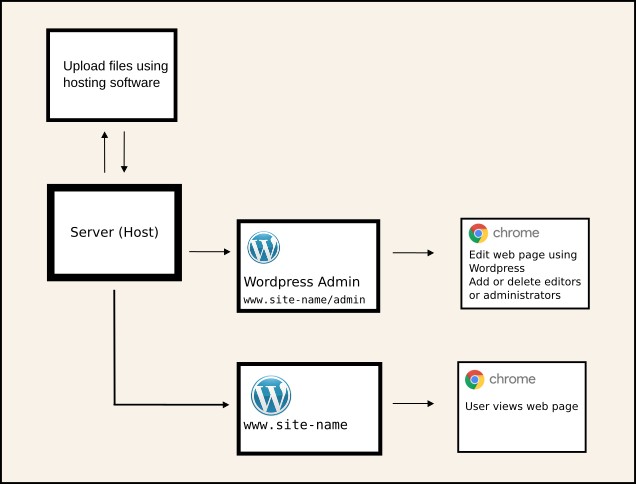 Upload files using
hosting software
Server (Host)
Wordpress Admin
www.site-name/admin
chrome
Edit web page using
Wordpress
Add or delete editors
or administrators
www.site-name
chrome
User views web page